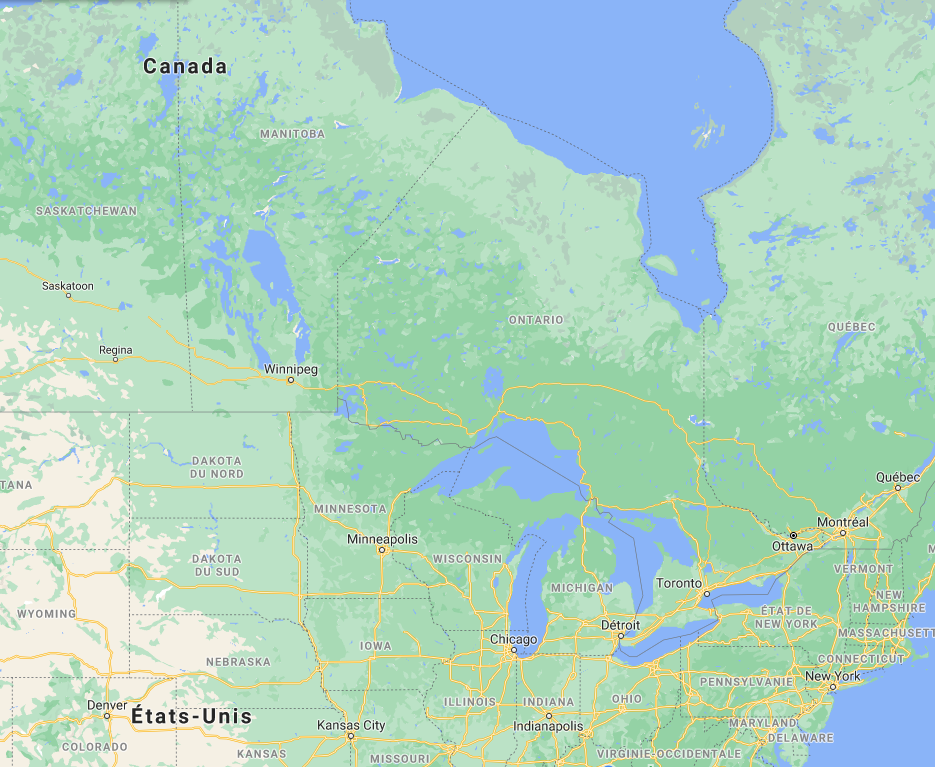 Canada
MANITOBA
SASKATCHEWAN
Saskatoon
ONTARIO
QUÉBEC
Regina
Winnipeg
DAKOTA
DU NORD
TANA
Québec
MINNESOTA
Montréal
Minneapolis
Ottawa
WISCONSIN
DAKOTA
DU SUD
VERMONT
MICHIGAN
Toronto
NEW
HAMPSHIRE
WYOMING
ÉTAT DE
NEW YORK
Détroit
MASSACHUSETT
Chicago
IOWA
CONNECTICUT
NEBRASKA
New York
PENNSYLVANIE
OHIO
ILLINOIS
INDIANA
Denver
États-Unis
Kansas City
Indianapolis
MARYLAND
DELAWARE
COLORADO
KANSAS
MISSOURI
VIRGINIE-OCCIDENTALE